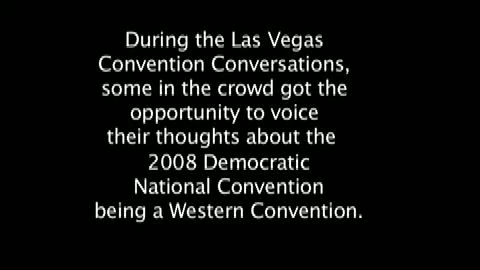 During the Las Vegas
Convention Conversations,
some in the crowd got the
opportunity to voice
their thoughts about the
2008 Democratic
National Convention
being a Western Convention.